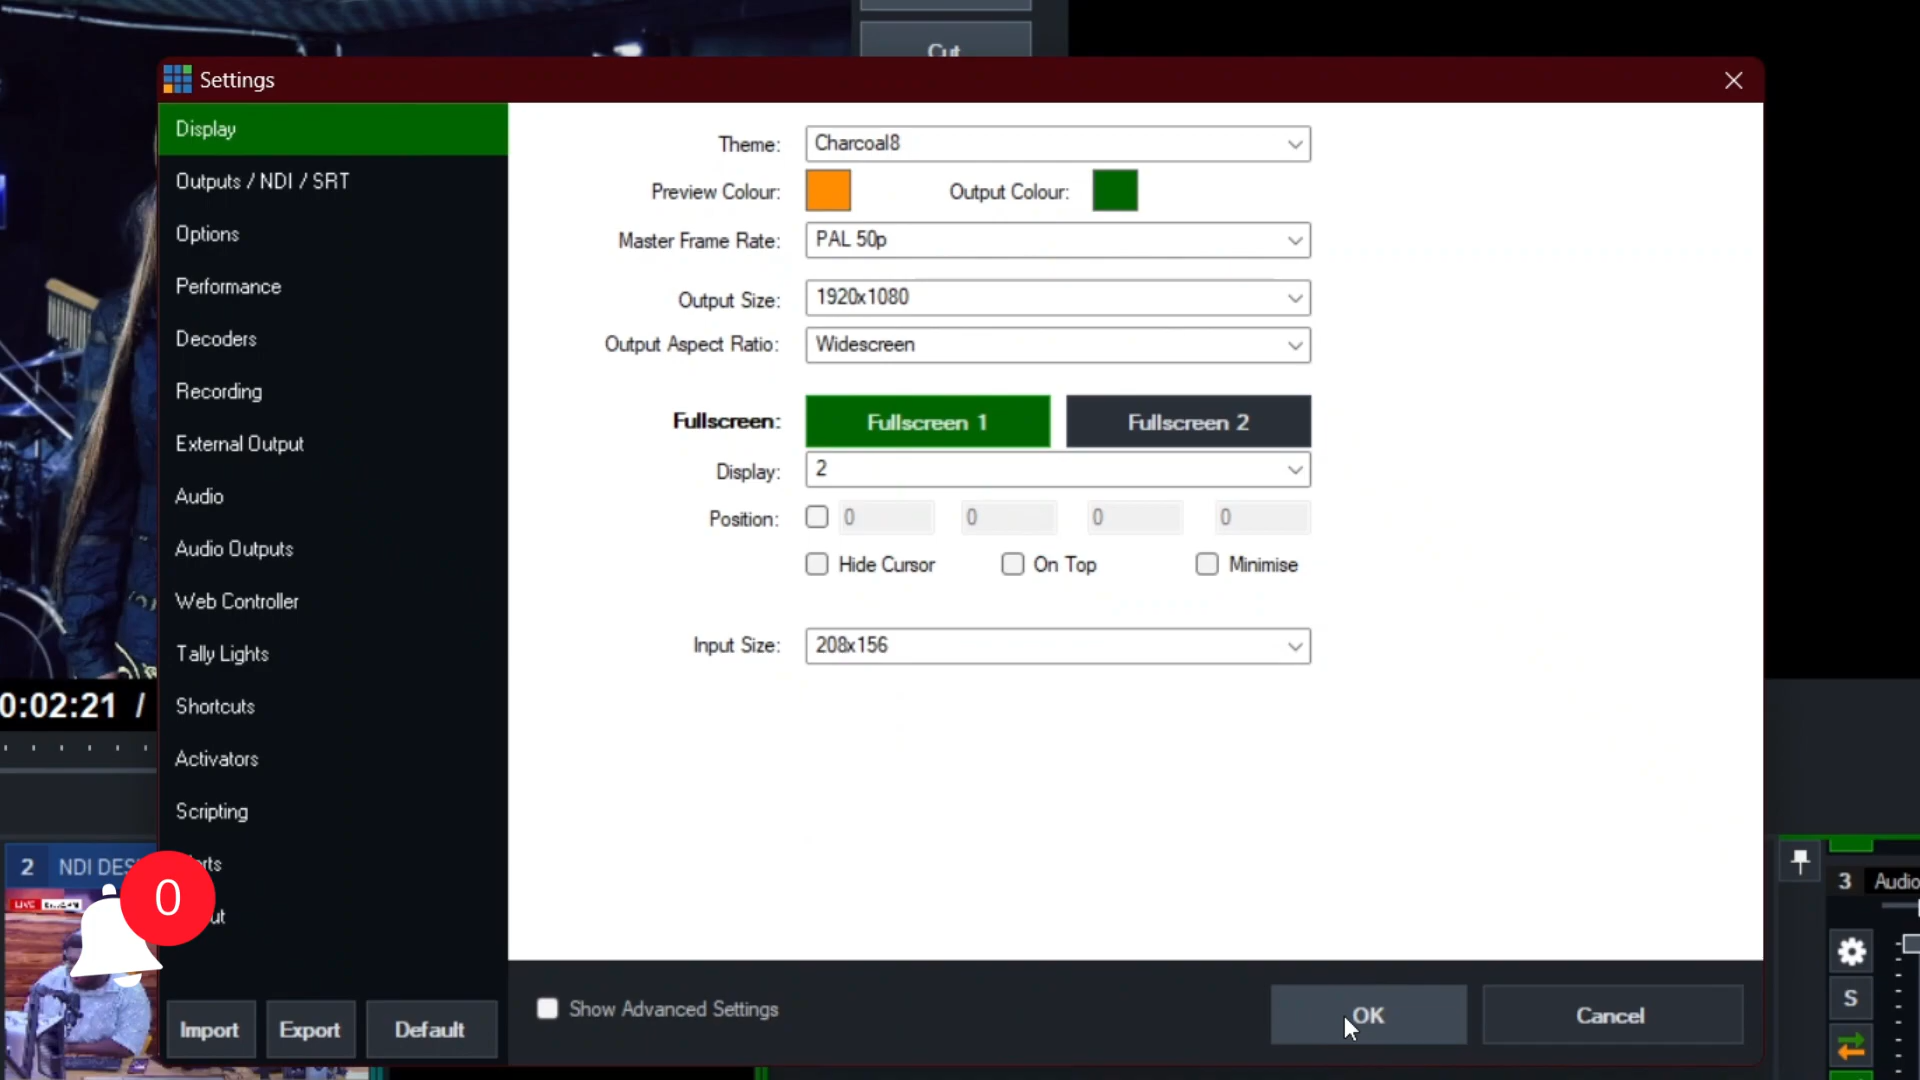 Cut
Settings
Display
Outputs / NDI / SRT
Options
Performance
Decoders
Recording
External Output
Audio
Audio Outputs
Web Controller
Tally Lights
Shortcuts
Activators
Scripting
Import
Export
Default
Theme:
Charcoal8
Preview Colour:
Output Colour:
Master Frame Rate:
PAL 50p
Output Size:
1920x1080
Output Aspect Ratio:
Widescreen
Fullscreen:
Fullscreen 1
Fullscreen 2
Display:
2
Position:
0
0
0
0
Hide Cursor
On Top
Minimise
Input Size:
208x156
Show Advanced Settings
OK
Cancel
0:02:21 /
2 NDI DES
LIVE
0
3 Audio
S